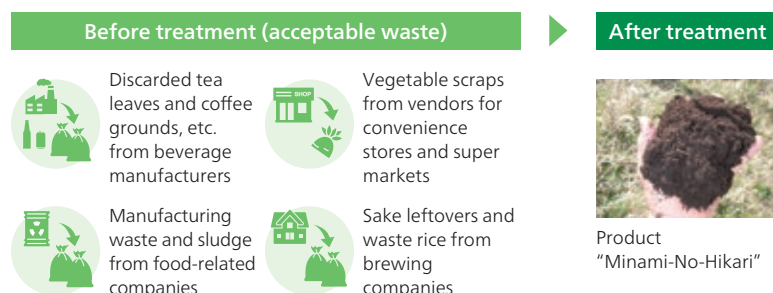 Before treatment (acceptable waste)
After treatment
Discarded tea
leaves and coffee
grounds, etc.
from beverage
manufacturers
SHOP
Vegetable scraps
from vendors for
convenience
stores and super
markets
Manufacturing
waste and sludge
from food-related
companies
Sake leftovers and
waste rice from
brewing
companies
Product
“Minami-No-Hikari”